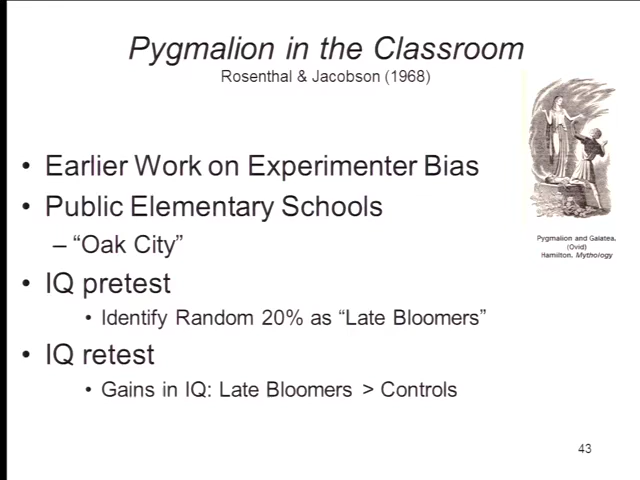 Pygmalion in the Classroom
Rosenthal & Jacobson (1968)
• Earlier Work on Experimenter Bias
• Public Elementary Schools
– “Oak City”
• IQ pretest
• Identify Random 20% as “Late Bloomers”
• IQ retest
• Gains in IQ: Late Bloomers > Controls
Pygmalion and Galatea.
(Ovid)
Hamilton. Mythology
43